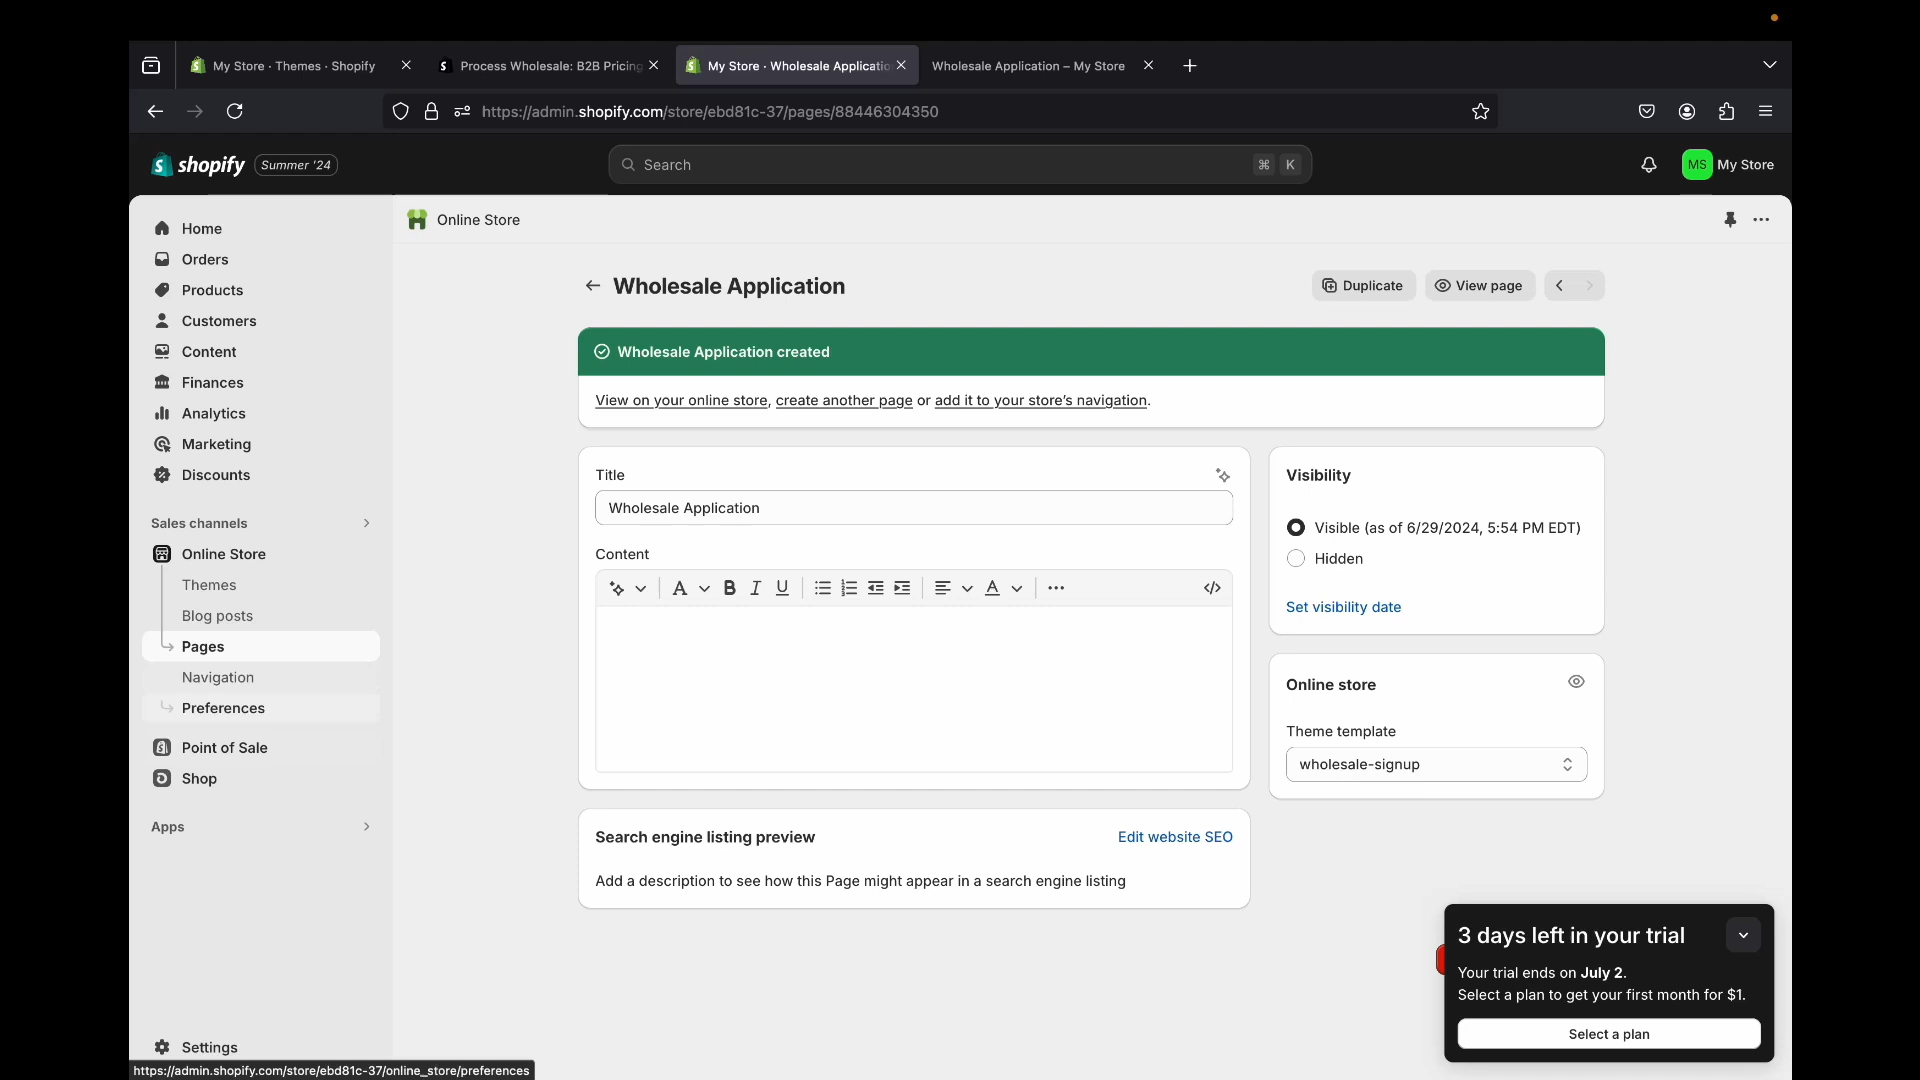 My Store · Themes · Shopify
Process Wholesale: B2B Pricing
My Store · Wholesale Applicatio
Wholesale Application – My Store
https://admin.shopify.com/store/ebd81c-37/pages/88446304350
shopify
Summer '24
Search
⌘ K
MS
My Store
Home
Orders
Products
Customers
Content
Finances
Analytics
Marketing
Discounts
Sales channels
Online Store
Themes
Blog posts
Pages
Navigation
Preferences
Point of Sale
Shop
Apps
Settings
https://admin.shopify.com/store/ebd81c-37/online_store/preferences
Online Store
Wholesale Application
Duplicate
View page
Wholesale Application created
View on your online store, create another page or add it to your store's navigation.
Title
Wholesale Application
Content
Search engine listing preview
Edit website SEO
Add a description to see how this Page might appear in a search engine listing
Visibility
Visible (as of 6/29/2024, 5:54 PM EDT)
Hidden
Set visibility date
Online store
Theme template
wholesale-signup
3 days left in your trial
Your trial ends on July 2.
Select a plan to get your first month for $1.
Select a plan